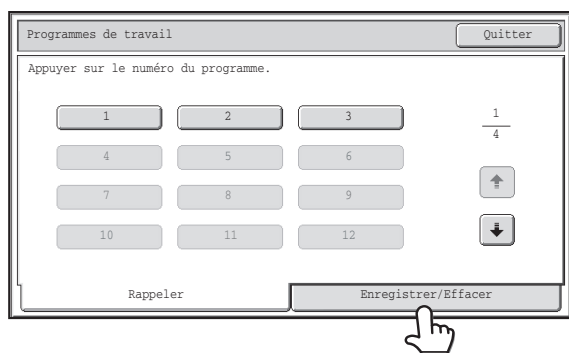 Programmes de travail
Quitter
Appuyer sur le numéro du programme.
1 2 3
4 5 6
7 8 9
10 11 12
1
4
Rappeler
Enregistrer/Effacer